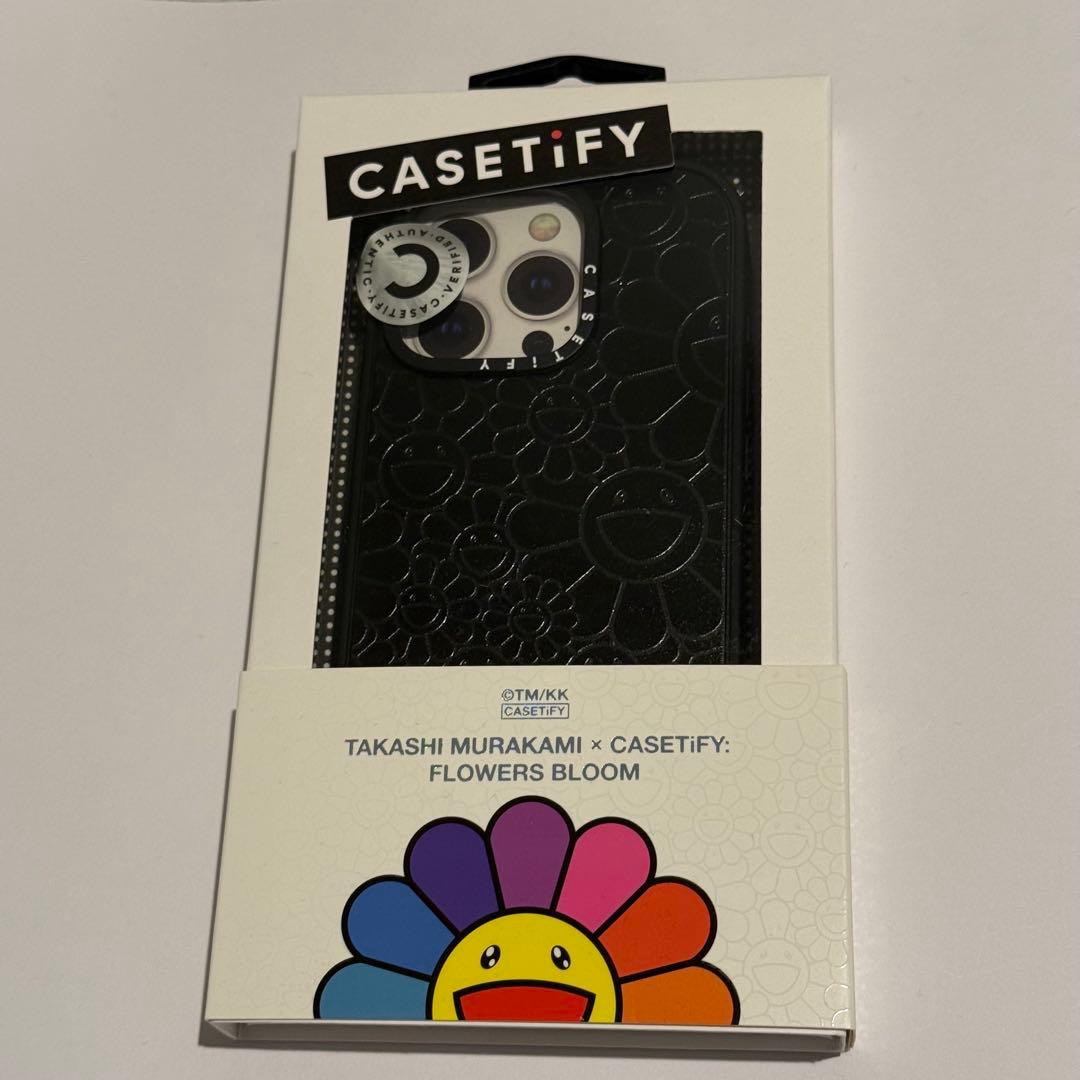 CASETiFY
AUTHENTIC · CASETiFY · VERIFIED ·
CASETiFY
©TM/KK
CASETiFY
TAKASHI MURAKAMI × CASETiFY:
FLOWERS BLOOM